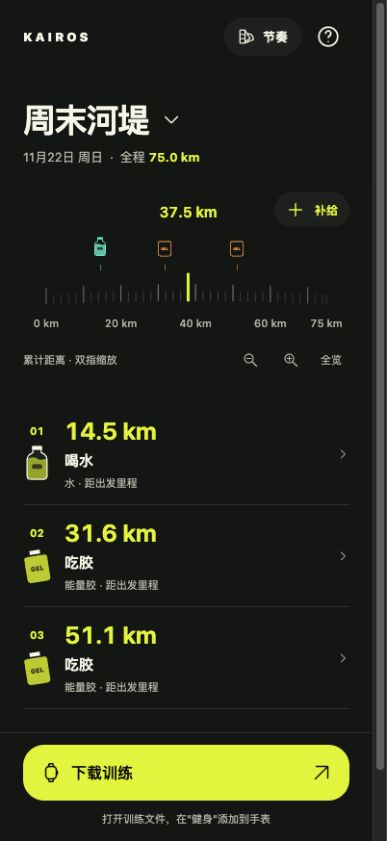 KAIROS
节奏
周末河堤
11月22日 周日 · 全程 75.0 km
37.5 km
补给
GEL GEL
0 km 20 km 40 km 60 km 75 km
累计距离 · 双指缩放
全览
01 14.5 km
喝水
水 · 距出发里程
02 31.6 km
GEL 吃胶
能量胶 · 距出发里程
03 51.1 km
GEL 吃胶
能量胶 · 距出发里程
下载训练
打开训练文件，在“健身”添加到手表